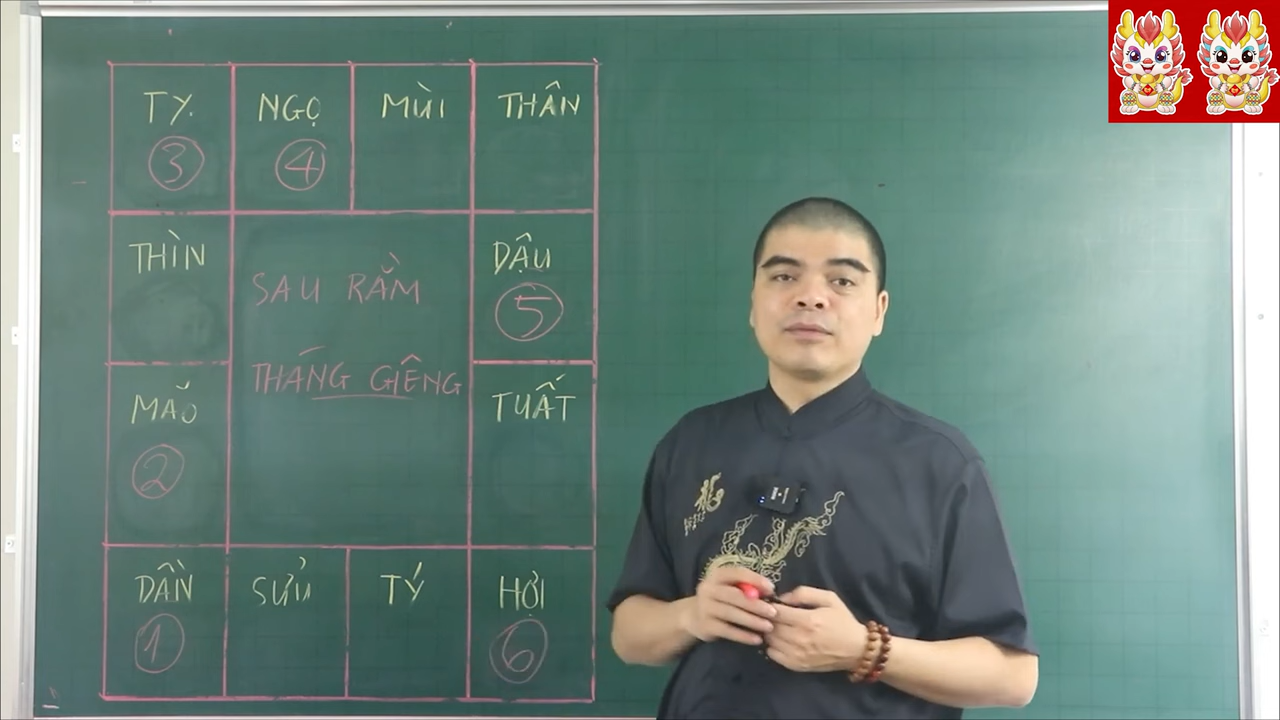 TỴ NGỌ MÙI THÂN
③ ④
THÌN DẬU
⑤
SAU RẰM
THÁNG GIÊNG
MÃO TUẤT
②
DẦN SỬU TÝ HỢI
① ⑥